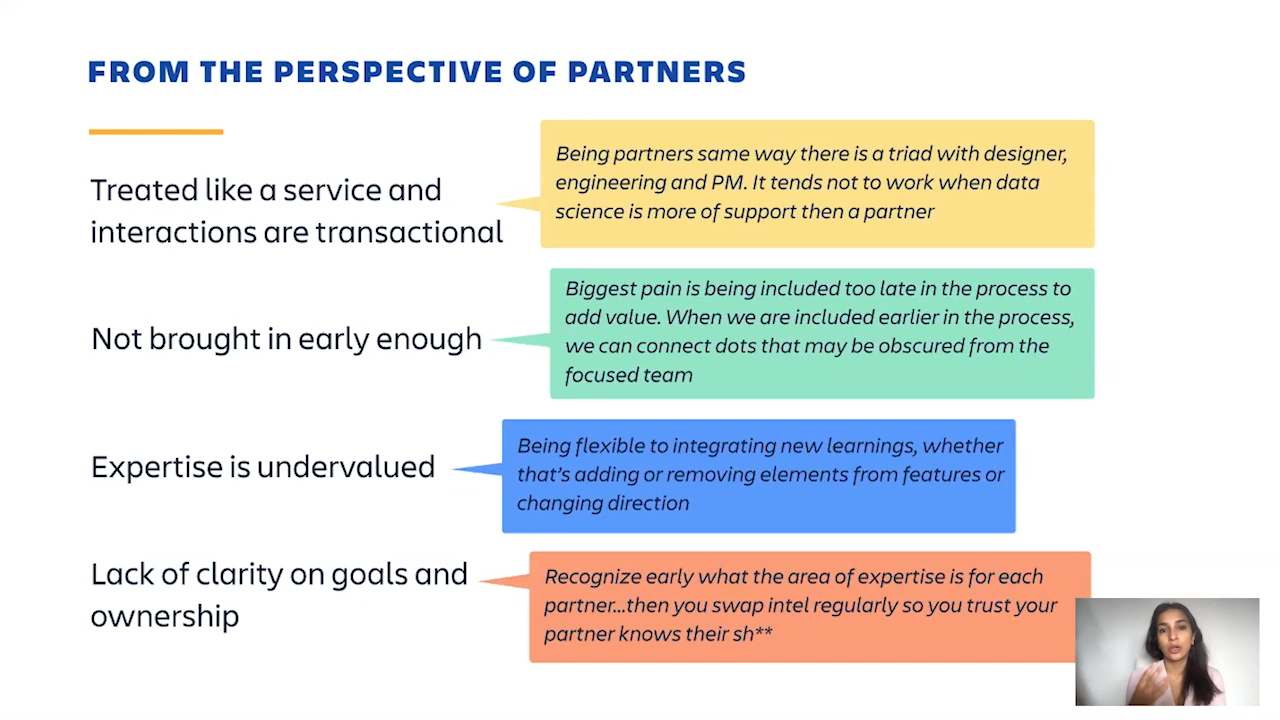 FROM THE PERSPECTIVE OF PARTNERS
Treated like a service and
interactions are transactional
Being partners same way there is a triad with designer,
engineering and PM. It tends not to work when data
science is more of support then a partner
Not brought in early enough
Biggest pain is being included too late in the process to
add value. When we are included earlier in the process,
we can connect dots that may be obscured from the
focused team
Expertise is undervalued
Being flexible to integrating new learnings, whether
that's adding or removing elements from features or
changing direction
Lack of clarity on goals and
ownership
Recognize early what the area of expertise is for each
partner...then you swap intel regularly so you trust your
partner knows their sh**